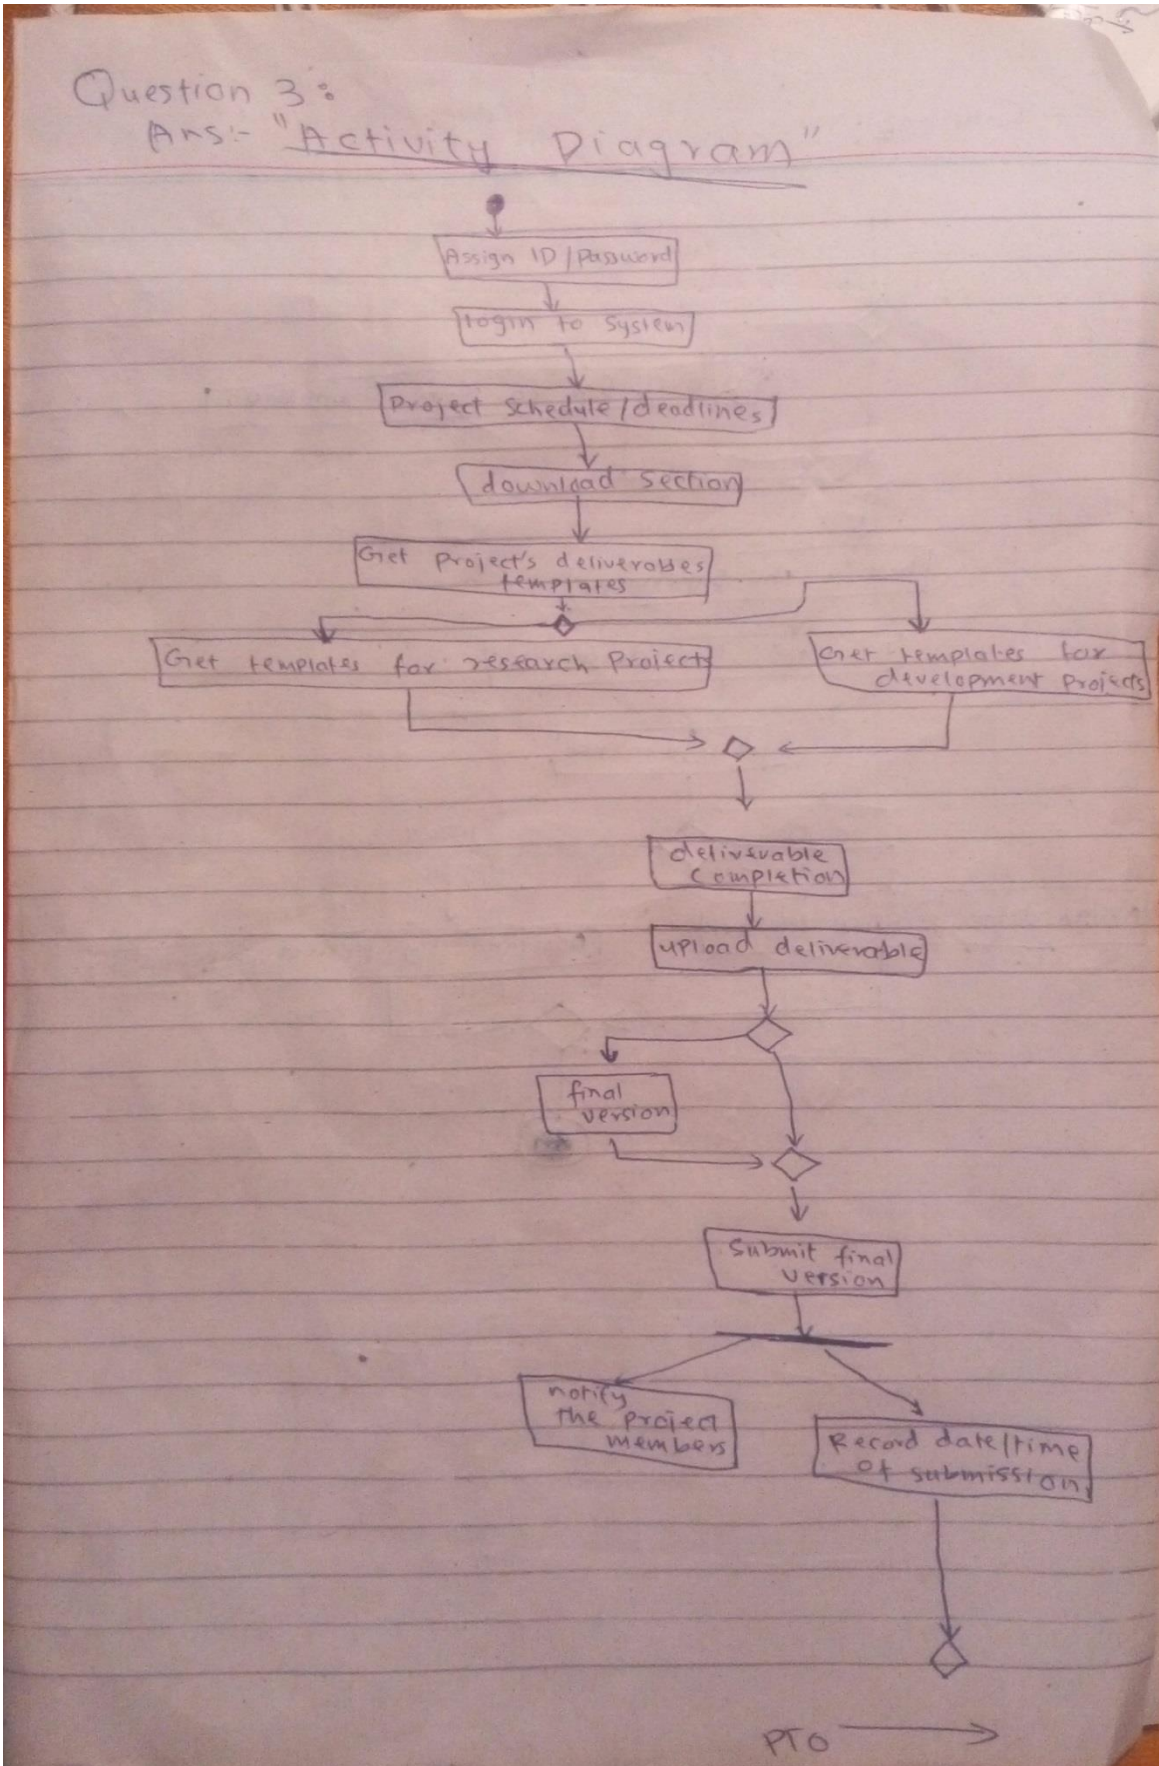 Question 3:
Ans:- "Activity Diagram"
Assign ID/Password
login to system
Project schedule/deadlines
download section
Get project's deliverables
templates
Get templates for research Project
Get templates for
development Projects
deliverable
completion
upload deliverable
final
version
Submit final
version
notify
the project
members
Record date/time
of submission
PTO